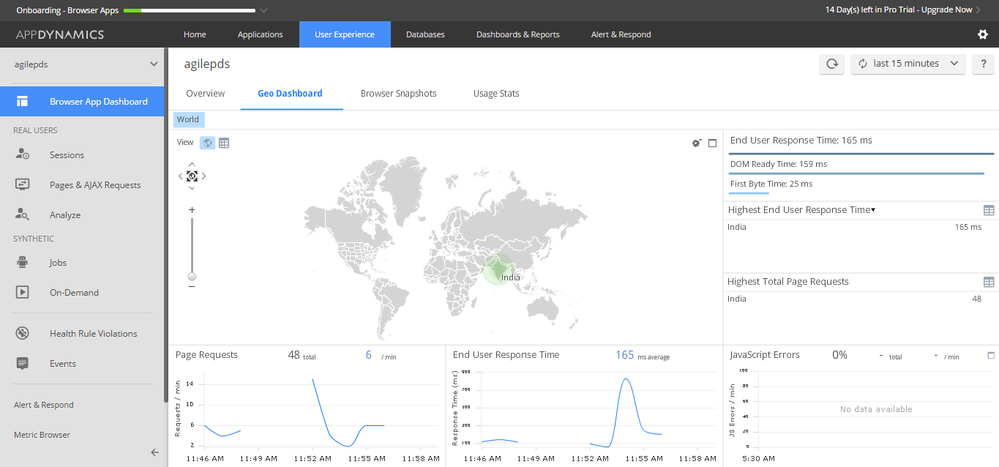 Onboarding - Browser Apps
14 Day(s) left in Pro Trial - Upgrade Now
APPDYNAMICS
Home Applications User Experience Databases Dashboards & Reports Alert & Respond
agilepds
Browser App Dashboard
REAL USERS
Sessions
Pages & AJAX Requests
Analyze
SYNTHETIC
Jobs
On-Demand
Health Rule Violations
Events
Alert & Respond
Metric Browser
agilepds
last 15 minutes
?
Overview Geo Dashboard Browser Snapshots Usage Stats
World
View
India
End User Response Time: 165 ms
DOM Ready Time: 159 ms
First Byte Time: 25 ms
Highest End User Response Time
India 165 ms
Highest Total Page Requests
India 48
Page Requests 48 total 6 / min
Requests / min
14
10
6
2
11:46 AM 11:49 AM 11:52 AM 11:55 AM 11:58 AM
End User Response Time 165 ms average
Response Time (ms)
900
700
500
300
100
11:46 AM 11:49 AM 11:52 AM 11:55 AM 11:58 AM
JavaScript Errors 0% - total - / min
JS Errors / min
100
80
60
40
20
0
No data available
5:30 AM